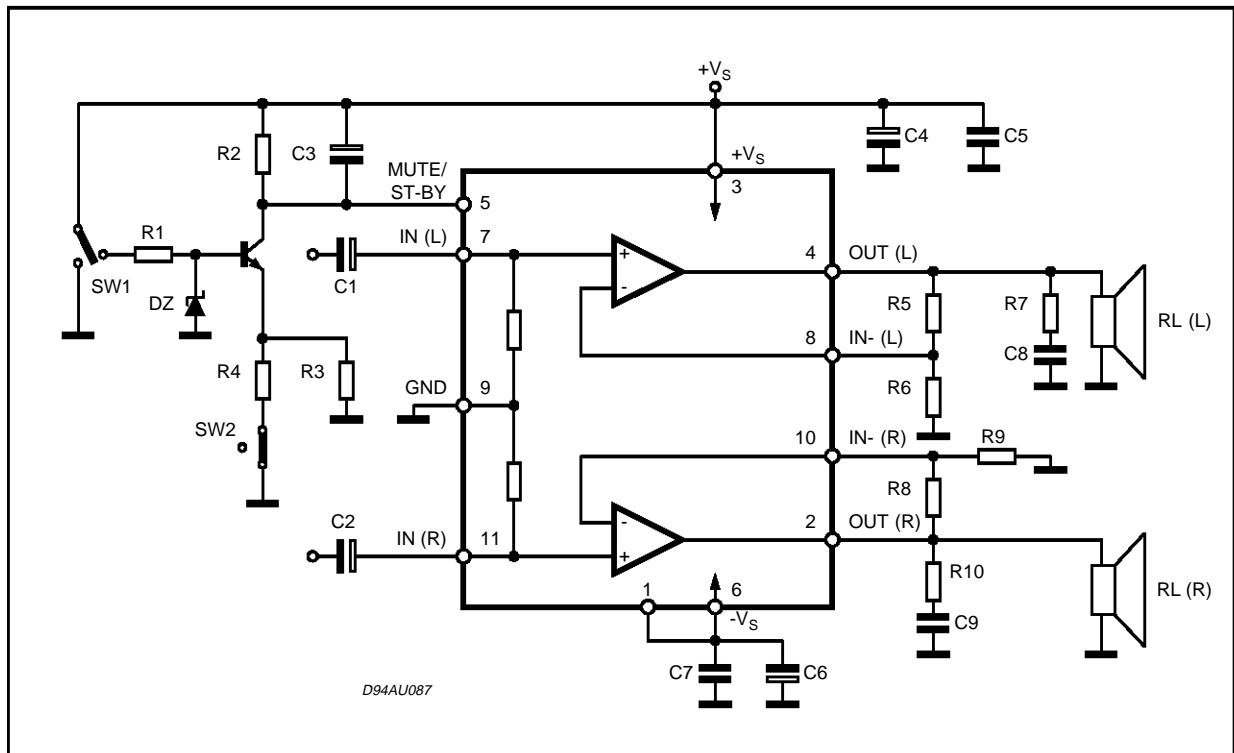 +VS
R2
C3
C4
C5
MUTE/
ST-BY
+VS
3
5
R1
IN (L)
7
4
OUT (L)
+
-
SW1
DZ
C1
R5
R7
RL (L)
8
IN- (L)
C8
R4
R3
GND
9
R6
SW2
10
IN- (R)
R9
C2
IN (R)
11
-
+
R8
2
OUT (R)
R10
RL (R)
1
6
-VS
C9
C7
C6
D94AU087